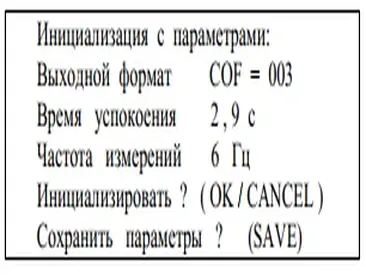 Инициализация с параметрами:
Выходной формат COF = 003
Время успокоения 2,9 с
Частота измерений 6 Гц
Инициализировать ? ( OK / CANCEL )
Сохранить параметры ? (SAVE)